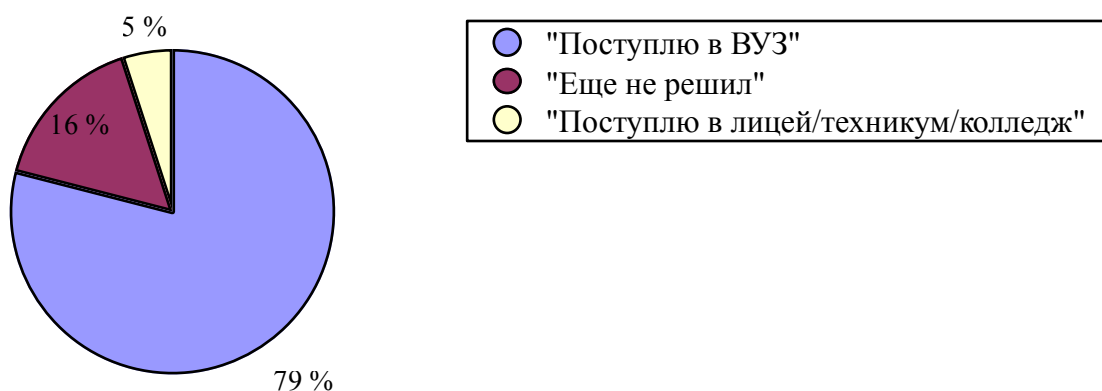 5 %
16 %
79 %
"Поступлю в ВУЗ"
"Еще не решил"
"Поступлю в лицей/техникум/колледж"